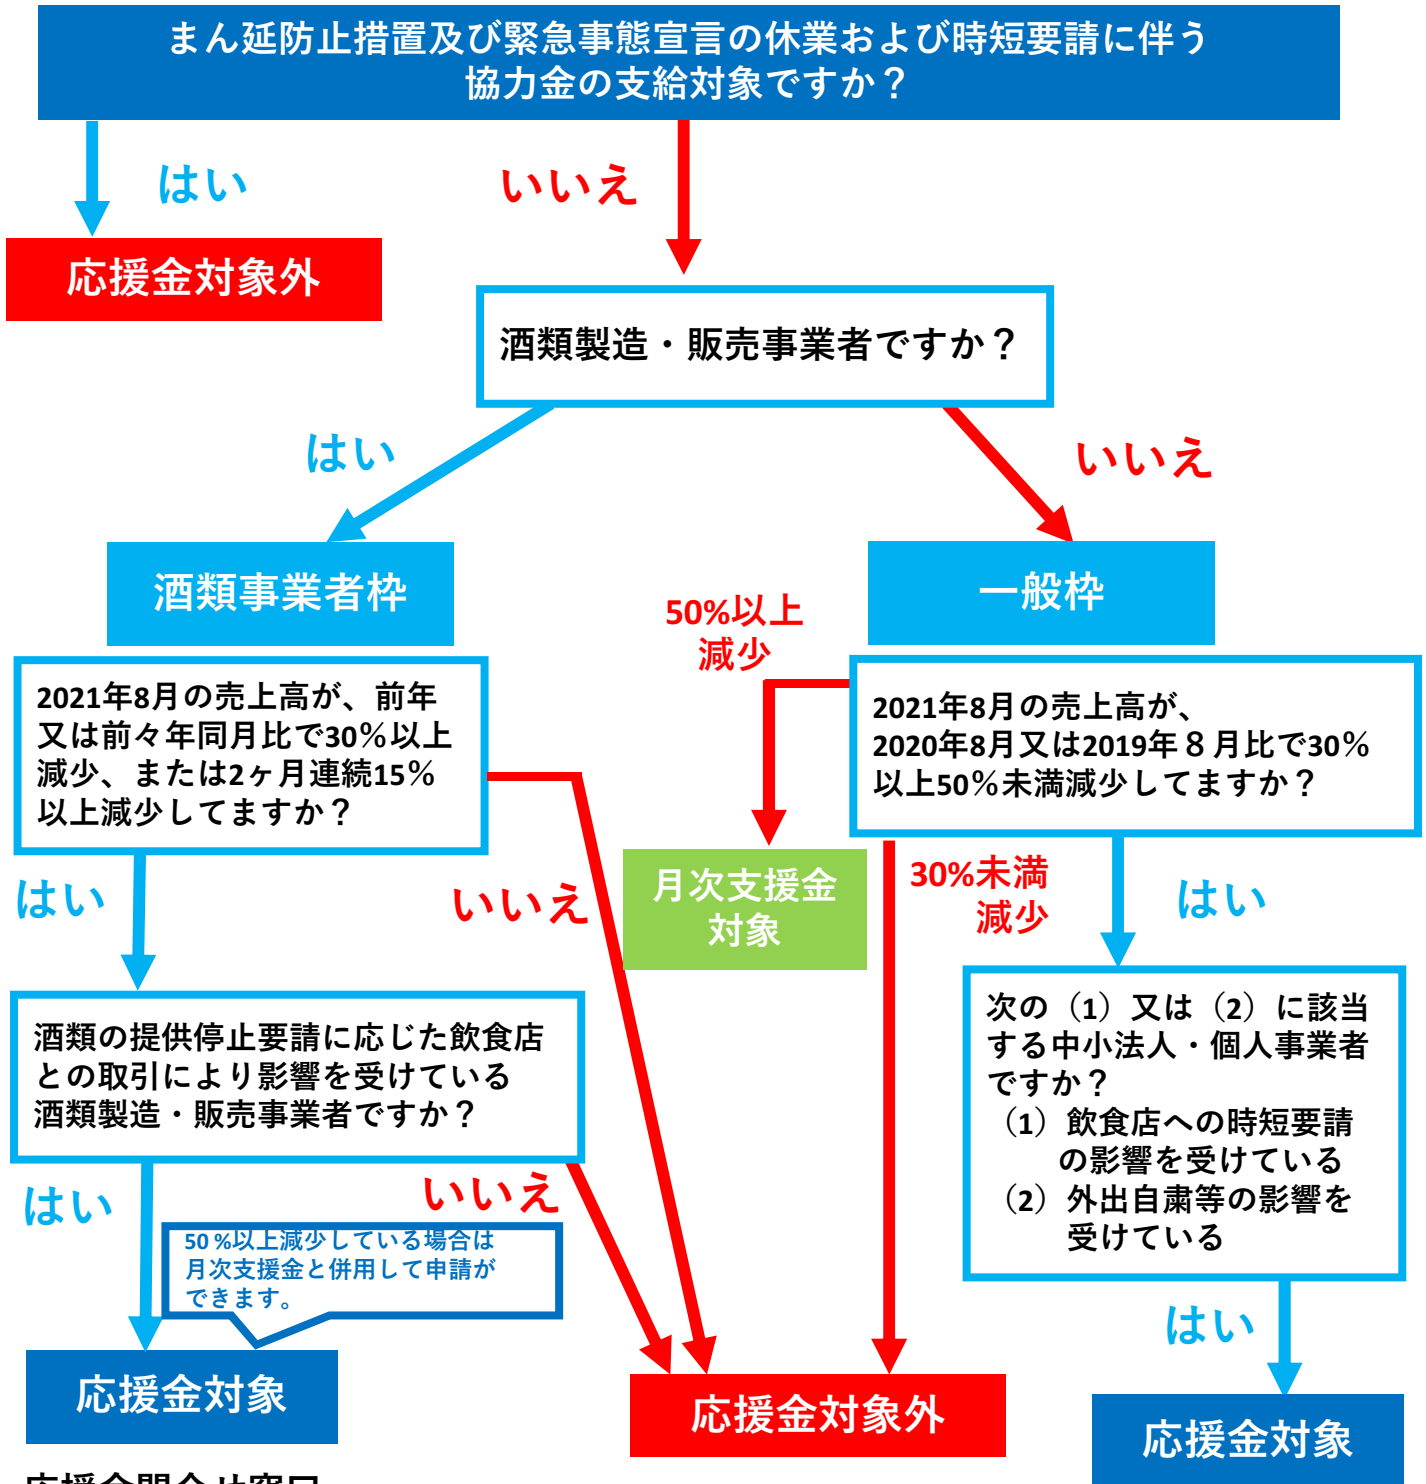 まん延防止措置及び緊急事態宣言の休業および時短要請に伴う
協力金の支給対象ですか？
はい
いいえ
応援金対象外
酒類製造・販売事業者ですか？
はい
いいえ
酒類事業者枠
一般枠
50%以上
減少
2021年8月の売上高が、前年
又は前々年同月比で30％以上
減少、または2ヶ月連続15％
以上減少してますか？
2021年8月の売上高が、
2020年8月又は2019年８月比で30％
以上50％未満減少してますか？
はい
いいえ
月次支援金
対象
30%未満
減少
はい
酒類の提供停止要請に応じた飲食店
との取引により影響を受けている
酒類製造・販売事業者ですか？
次の（1）又は（2）に該当
する中小法人・個人事業者
ですか？
（1）飲食店への時短要請
の影響を受けている
（2）外出自粛等の影響を
受けている
はい
いいえ
50％以上減少している場合は
月次支援金と併用して申請が
できます。
はい
応援金対象
応援金対象外
応援金対象
応援金問合せ窓口